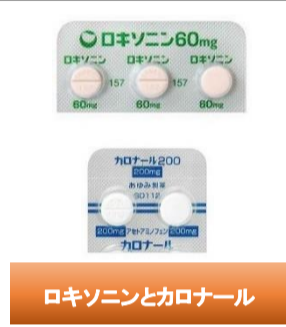 ロキソニン60mg
ロキソニン ロキソニン ロキソニン
157 157
60mg 60mg 60mg
カロナール200
200mg
あゆみ製薬
SD112
200mg アセトアミノフェン 200mg
カロナール
ロキソニンとカロナール